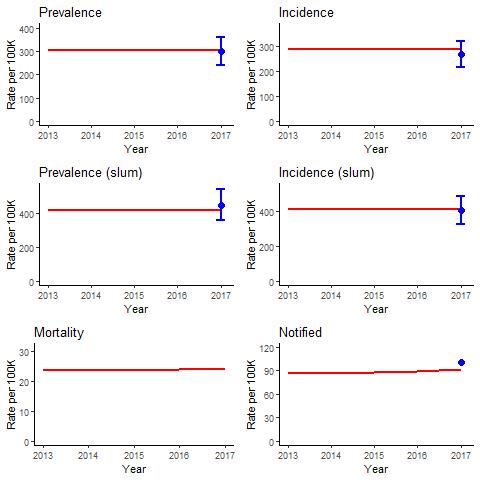 Prevalence
Rate per 100K
400
300
200
100
0
2013 2014 2015 2016 2017
Year
Incidence
Rate per 100K
300
200
100
0
2013 2014 2015 2016 2017
Year
Prevalence (slum)
Rate per 100K
400
200
0
2013 2014 2015 2016 2017
Year
Incidence (slum)
Rate per 100K
400
200
0
2013 2014 2015 2016 2017
Year
Mortality
Rate per 100K
30
20
10
0
2013 2014 2015 2016 2017
Year
Notified
Rate per 100K
120
90
60
30
0
2013 2014 2015 2016 2017
Year